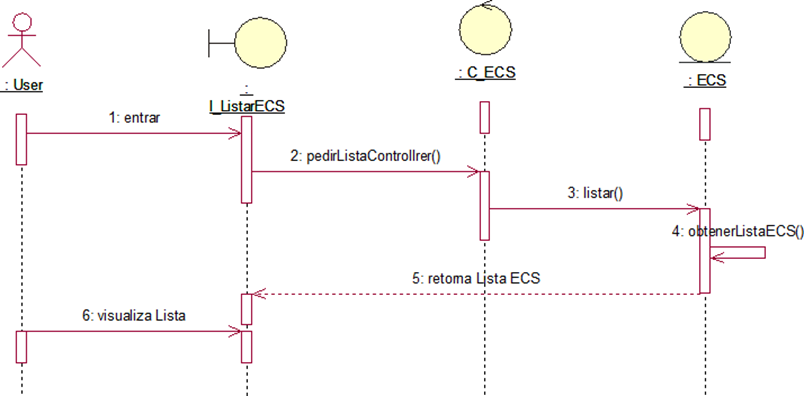 : User
:
I_ListarECS
: C_ECS
: ECS
1: entrar
2: pedirListaControllrer()
3: listar()
4: obtenerListaECS()
5: retorna Lista ECS
6: visualiza Lista